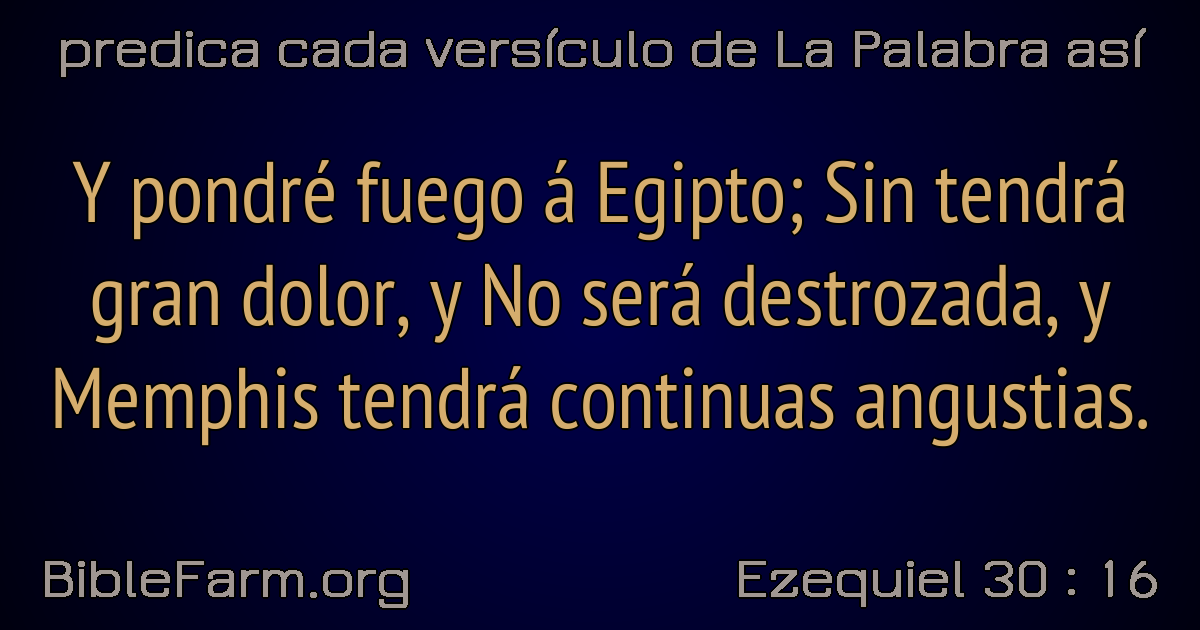 predica cada versículo de La Palabra así
Y pondré fuego á Egipto; Sin tendrá
gran dolor, y No será destrozada, y
Memphis tendrá continuas angustias.
BibleFarm.org
Ezequiel 30 : 16